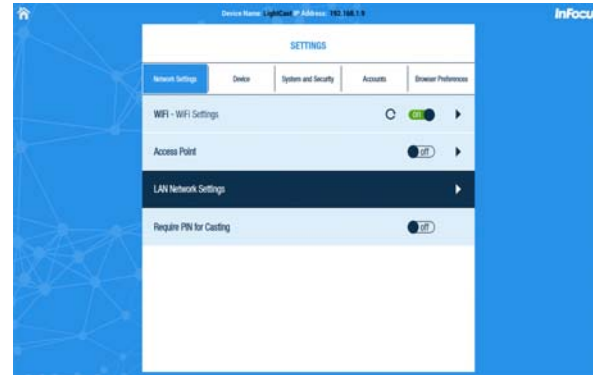 Device Name: LightCast IP Address: 192.168.1.9
InFocu
SETTINGS
Network Settings Device System and Security Accounts Browser Preferences
WiFi - WiFi Settings on
Access Point off
LAN Network Settings
Require PIN for Casting off